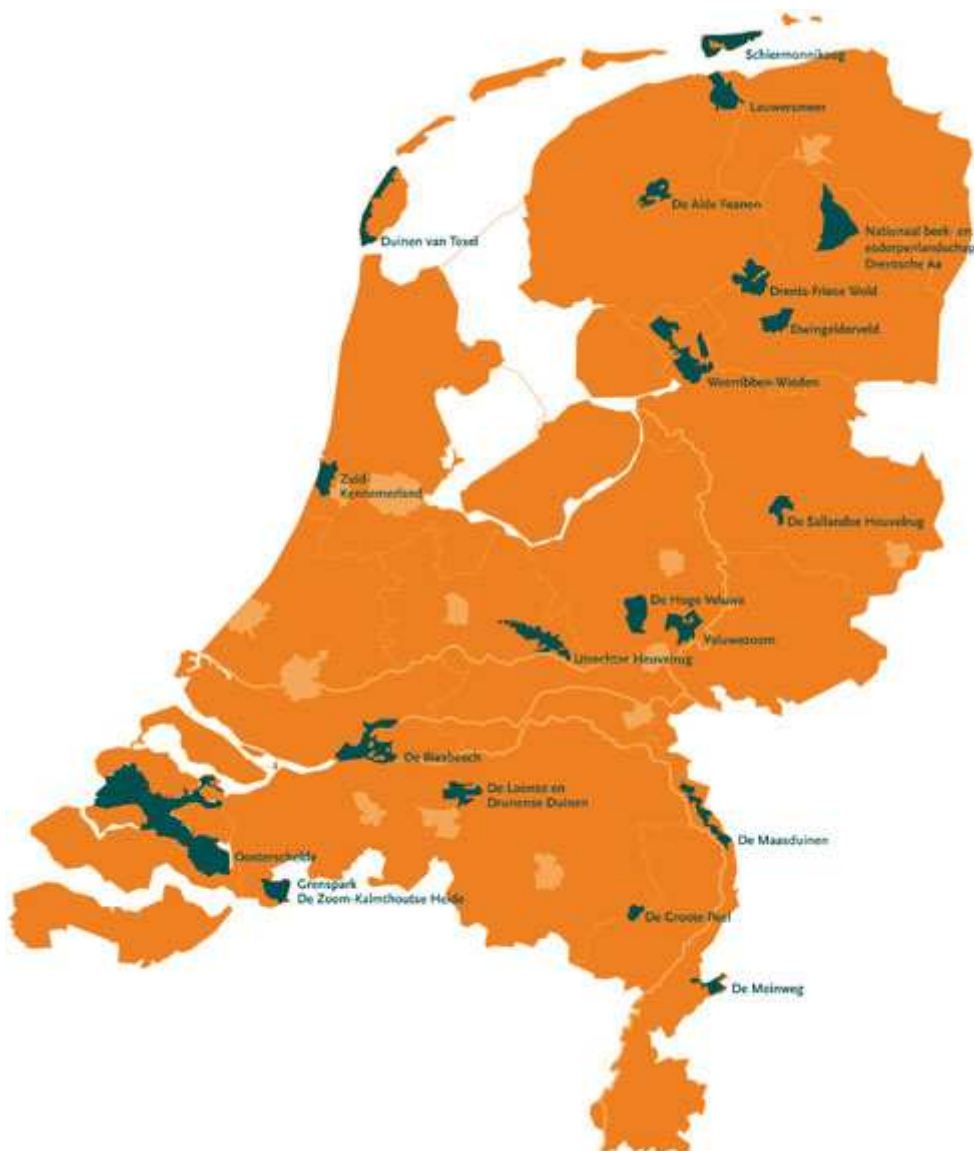 Schiermonnikoog
Lauwersmeer
De Alde Feanen
Nationaal beek- en
esdorpenlandschap
Drentsche Aa
Duinen van Texel
Drents-Friese Wold
Dwingelderveld
Weerribben-Wieden
Zuid-
Kennemerland
De Sallandse Heuvelrug
De Hoge Veluwe
Veluwezoom
Utrechtse Heuvelrug
De Biesbosch
De Loonse en
Drunense Duinen
De Maasduinen
Oosterschelde
Grenspark
De Zoom-Kalmthoutse Heide
De Groote Peel
De Meinweg